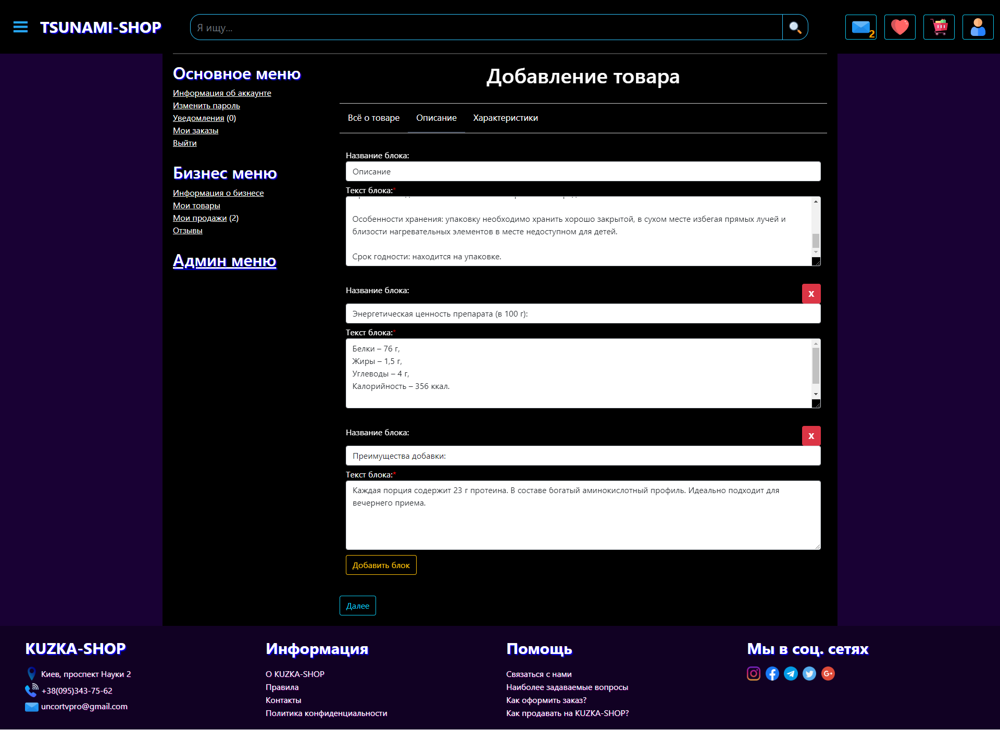 TSUNAMI-SHOP
Я ищу...
2
Основное меню
Информация об аккаунте
Изменить пароль
Уведомления (0)
Мои заказы
Выйти
Бизнес меню
Информация о бизнесе
Мои товары
Мои продажи (2)
Отзывы
Админ меню
Добавление товара
Всё о товаре
Описание
Характеристики
Название блока:
Описание
Текст блока:*
Особенности хранения: упаковку необходимо хранить хорошо закрытой, в сухом месте избегая прямых лучей и
близости нагревательных элементов в месте недоступном для детей.
Срок годности: находится на упаковке.
Название блока:
x
Энергетическая ценность препарата (в 100 г):
Текст блока:*
Белки – 76 г,
Жиры – 1,5 г,
Углеводы – 4 г,
Калорийность – 356 ккал.
Название блока:
x
Преимущества добавки:
Текст блока:*
Каждая порция содержит 23 г протеина. В составе богатый аминокислотный профиль. Идеально подходит для
вечернего приема.
Добавить блок
Далее
KUZKA-SHOP
Киев, проспект Науки 2
+38(095)343-75-62
uncortvpro@gmail.com
Информация
О KUZKA-SHOP
Правила
Контакты
Политика конфиденциальности
Помощь
Связаться с нами
Наиболее задаваемые вопросы
Как оформить заказ?
Как продавать на KUZKA-SHOP?
Мы в соц. сетях